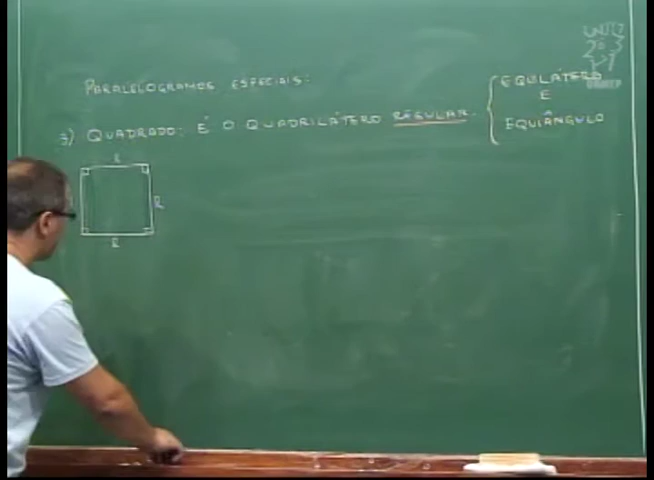 PARALELOGRAMOS ESPECIAIS:
3) QUADRADO: É O QUADRILÁTERO REGULAR. { EQUILÁTERO
E
EQUIÂNGULO
ℓ
ℓ
ℓ